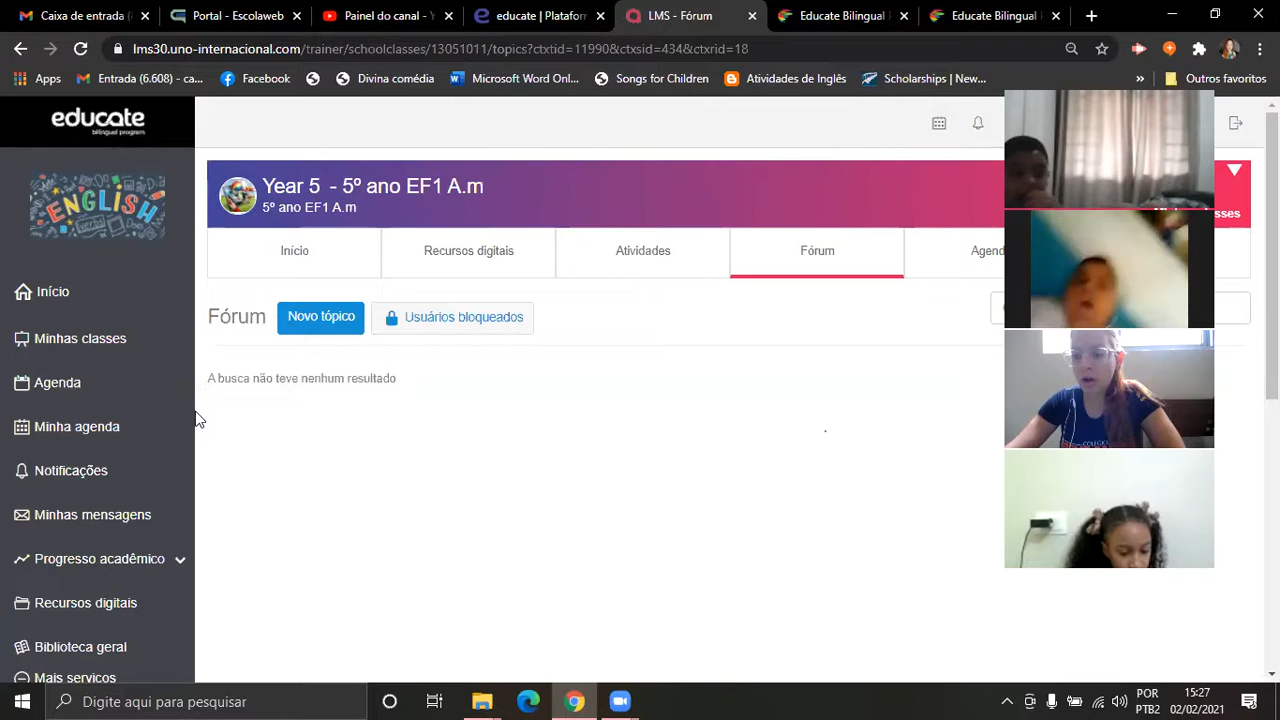 Caixa de entrada (
Portal - Escolaweb
Painel do canal - Y
educate | Plataform
LMS - Fórum
Educate Bilingual P
Educate Bilingual P
lms30.uno-internacional.com/trainer/schoolclasses/13051011/topics?ctxtid=11990&ctxsid=434&ctxrid=18
Apps
Entrada (6.608) - ca...
Facebook
Divina comédia
Microsoft Word Onl...
Songs for Children
Atividades de Inglês
Scholarships | New...
»
Outros favoritos
educate
bilingual program
ENGLISH
Year 5 - 5º ano EF1 A.m
5º ano EF1 A.m
sses
Início
Recursos digitais
Atividades
Fórum
Agend
Fórum
Novo tópico
Usuários bloqueados
A busca não teve nenhum resultado
Início
Minhas classes
Agenda
Minha agenda
Notificações
Minhas mensagens
Progresso acadêmico
Recursos digitais
Biblioteca geral
Mais serviços
Digite aqui para pesquisar
POR
PTB2
15:27
02/02/2021